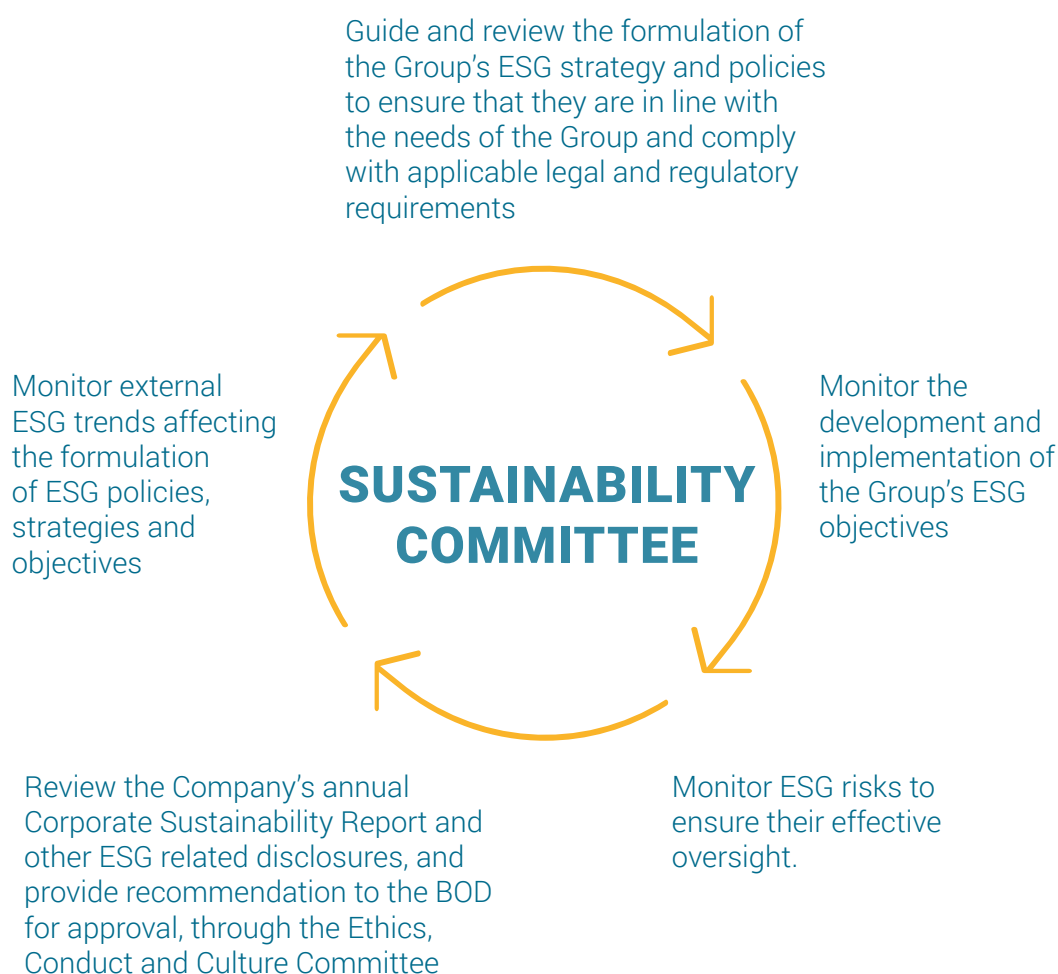 Guide and review the formulation of
the Group’s ESG strategy and policies
to ensure that they are in line with
the needs of the Group and comply
with applicable legal and regulatory
requirements
Monitor external
ESG trends affecting
the formulation
of ESG policies,
strategies and
objectives
SUSTAINABILITY
COMMITTEE
Monitor the
development and
implementation of
the Group’s ESG
objectives
Review the Company’s annual
Corporate Sustainability Report and
other ESG related disclosures, and
provide recommendation to the BOD
for approval, through the Ethics,
Conduct and Culture Committee
Monitor ESG risks to
ensure their effective
oversight.